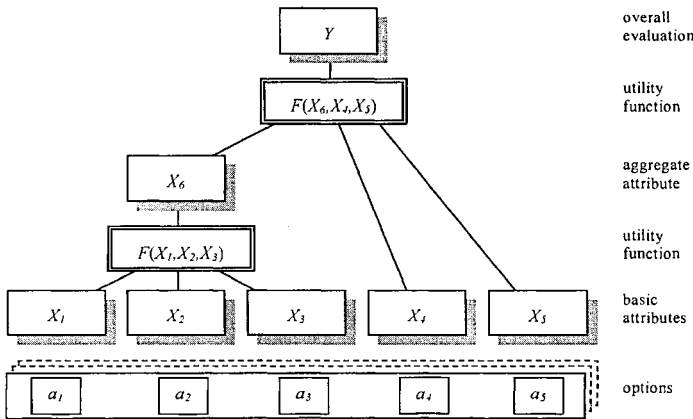 Y
overall
evaluation
F(X₆,X₄,X₅)
utility
function
X₆
aggregate
attribute
F(X₁,X₂,X₃)
utility
function
X₁ X₂ X₃ X₄ X₅
basic
attributes
a₁ a₂ a₃ a₄ a₅
options